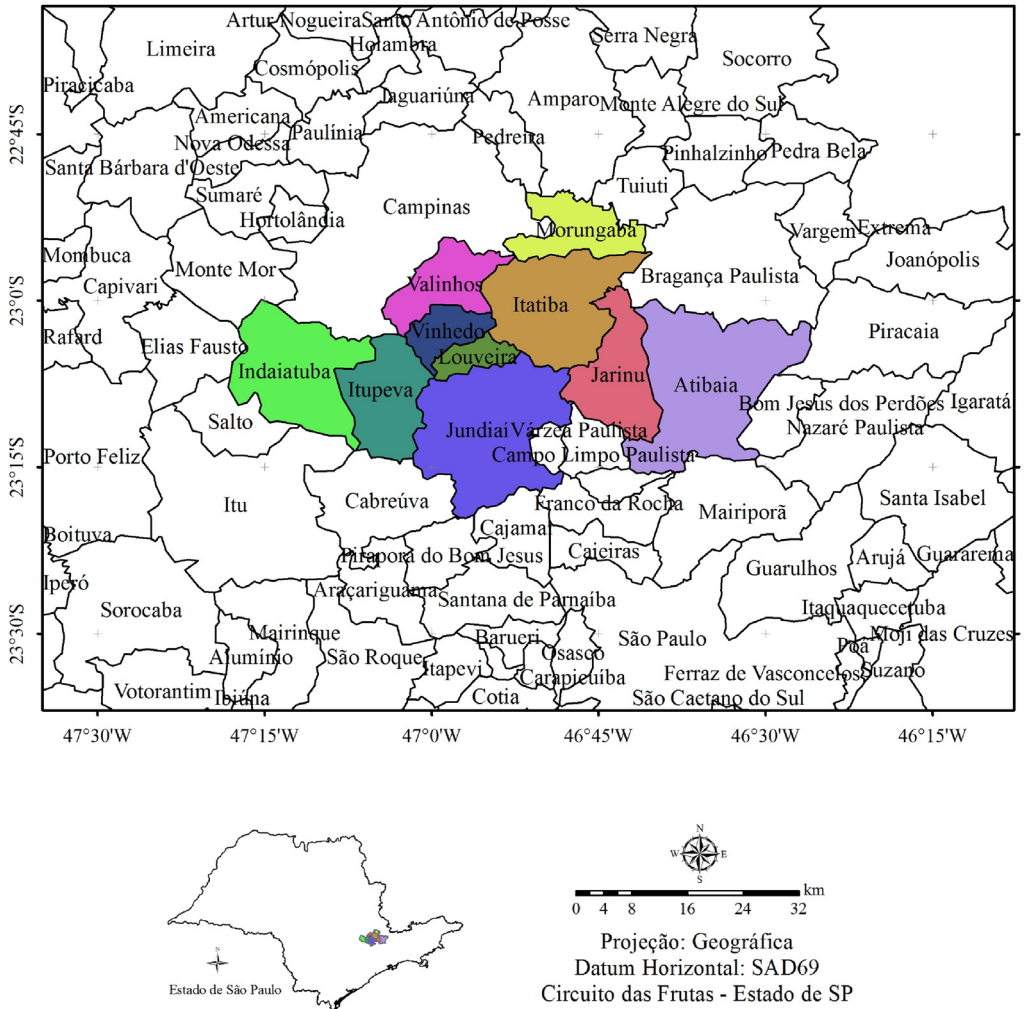 Artur Nogueira
Santo Antônio de Posse
Limeira
Holambra
Serra Negra
Socorro
Cosmópolis
Piracicaba
Jaguariúna
Amparo
Monte Alegre do Sul
Americana
Paulínia
Pedreira
Nova Odessa
Pinhalzinho
Pedra Bela
Santa Bárbara d'Oeste
Sumaré
Tuiuti
Hortolândia
Campinas
Morungaba
Vargem
Extrema
Mombuca
Monte Mor
Joanópolis
Capivari
Valinhos
Bragança Paulista
Itatiba
Rafard
Elias Fausto
Vinhedo
Piracaia
Louveira
Indaiatuba
Itupeva
Jarinu
Atibaia
Salto
Bom Jesus dos Perdões
Igaratá
Nazaré Paulista
Jundiaí
Várzea Paulista
Porto Feliz
Campo Limpo Paulista
Itu
Cabreúva
Franco da Rocha
Mairiporã
Santa Isabel
Boituva
Cajamar
Pirapora do Bom Jesus
Caieiras
Guarulhos
Arujá
Guararema
Iperó
Araçariguama
Santana de Parnaíba
Sorocaba
Itaquaquecetuba
Mairinque
Barueri
São Paulo
Poá
Moji das Cruzes
Alumínio
São Roque
Itapevi
Osasco
Carapicuíba
Ferraz de Vasconcelos
Suzano
Votorantim
Ibiúna
Cotia
São Caetano do Sul
22°45'S
23°0'S
23°15'S
23°30'S
47°30'W
47°15'W
47°0'W
46°45'W
46°30'W
46°15'W
N
W
E
S
km
0 4 8 16 24 32
Projeção: Geográfica
Datum Horizontal: SAD69
Circuito das Frutas - Estado de SP
N
Estado de São Paulo